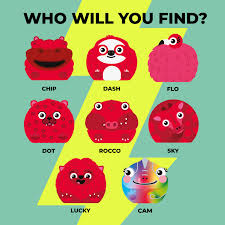 WHO WILL YOU FIND?
CHIP DASH FLO
DOT ROCCO SKY
LUCKY CAM